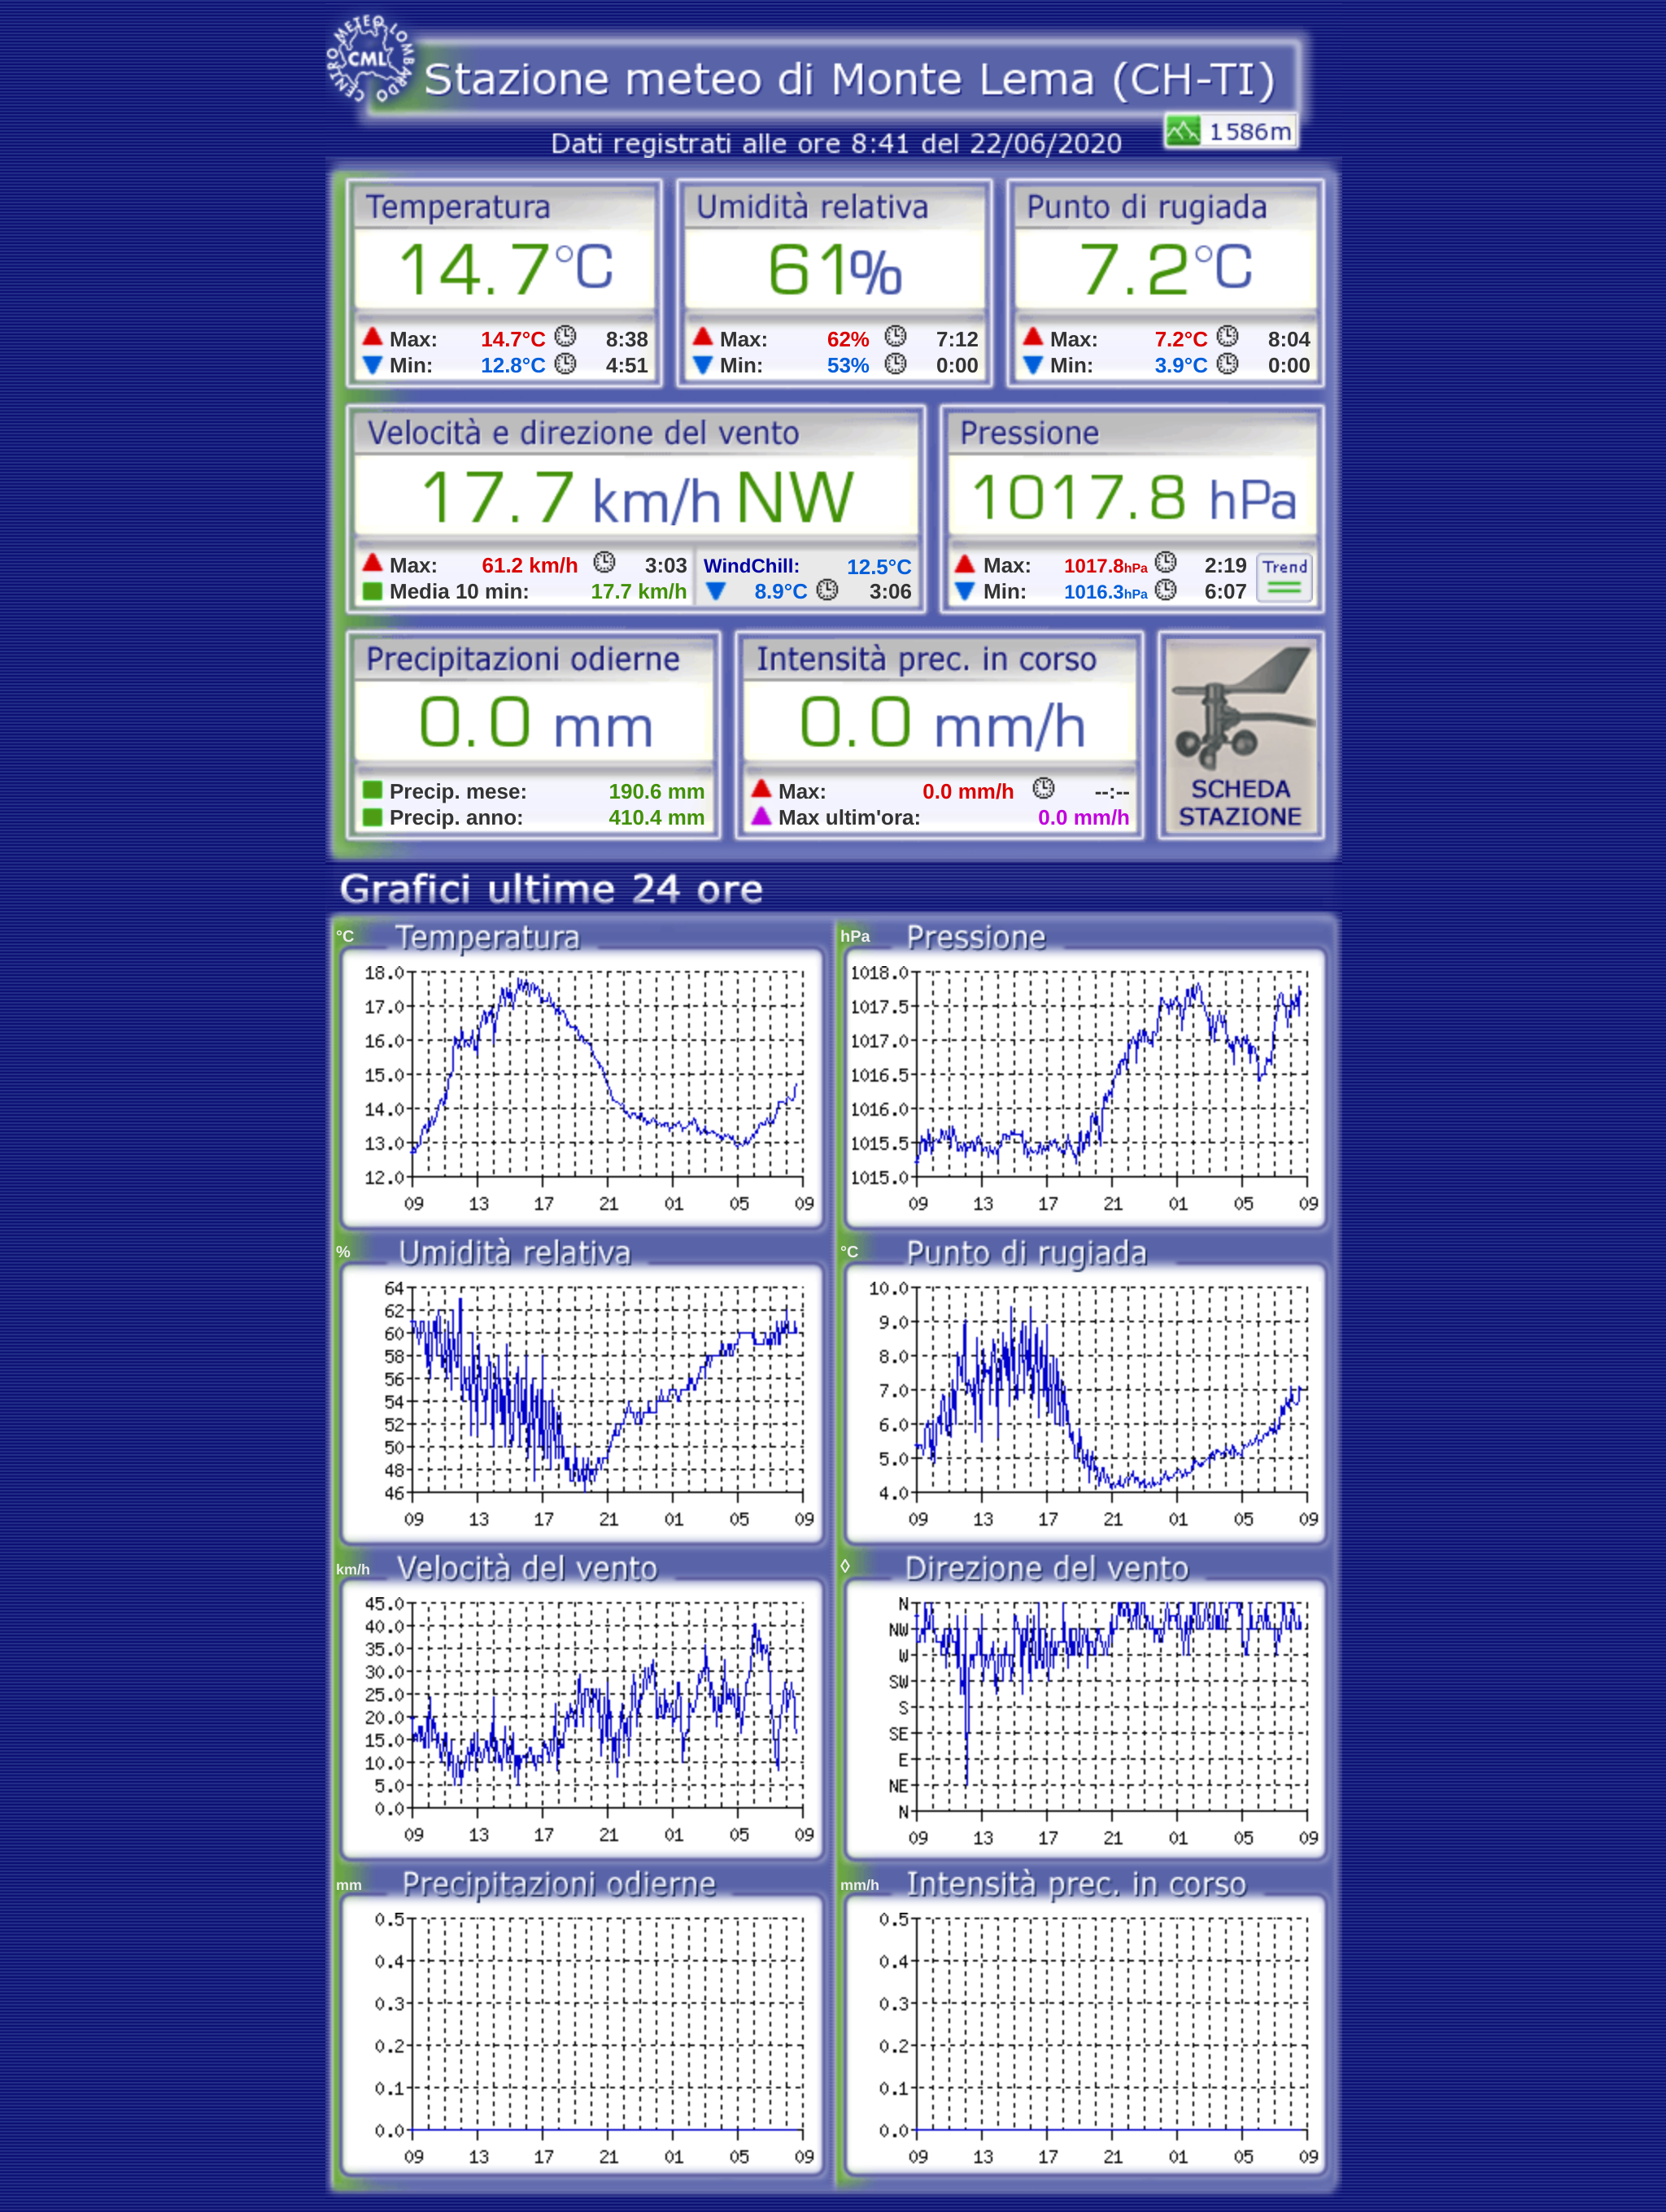 CENTRO METEO LOMBARDO
CML
Stazione meteo di Monte Lema (CH-TI)
1586m
Dati registrati alle ore 8:41 del 22/06/2020
Temperatura
14.7°C
Max: 14.7°C 8:38
Min: 12.8°C 4:51
Umidità relativa
61%
Max: 62% 7:12
Min: 53% 0:00
Punto di rugiada
7.2°C
Max: 7.2°C 8:04
Min: 3.9°C 0:00
Velocità e direzione del vento
17.7 km/h NW
Max: 61.2 km/h 3:03
Media 10 min: 17.7 km/h
WindChill: 12.5°C
8.9°C 3:06
Pressione
1017.8 hPa
Max: 1017.8hPa 2:19
Min: 1016.3hPa 6:07
Trend
Precipitazioni odierne
0.0 mm
Precip. mese: 190.6 mm
Precip. anno: 410.4 mm
Intensità prec. in corso
0.0 mm/h
Max: 0.0 mm/h --:--
Max ultim'ora: 0.0 mm/h
SCHEDA
STAZIONE
Grafici ultime 24 ore
°C Temperatura
18.0
17.0
16.0
15.0
14.0
13.0
12.0
09 13 17 21 01 05 09
hPa Pressione
1018.0
1017.5
1017.0
1016.5
1016.0
1015.5
1015.0
09 13 17 21 01 05 09
% Umidità relativa
64
62
60
58
56
54
52
50
48
46
09 13 17 21 01 05 09
°C Punto di rugiada
10.0
9.0
8.0
7.0
6.0
5.0
4.0
09 13 17 21 01 05 09
km/h Velocità del vento
45.0
40.0
35.0
30.0
25.0
20.0
15.0
10.0
5.0
0.0
09 13 17 21 01 05 09
◊ Direzione del vento
N
NW
W
SW
S
SE
E
NE
N
09 13 17 21 01 05 09
mm Precipitazioni odierne
0.5
0.4
0.3
0.2
0.1
0.0
09 13 17 21 01 05 09
mm/h Intensità prec. in corso
0.5
0.4
0.3
0.2
0.1
0.0
09 13 17 21 01 05 09